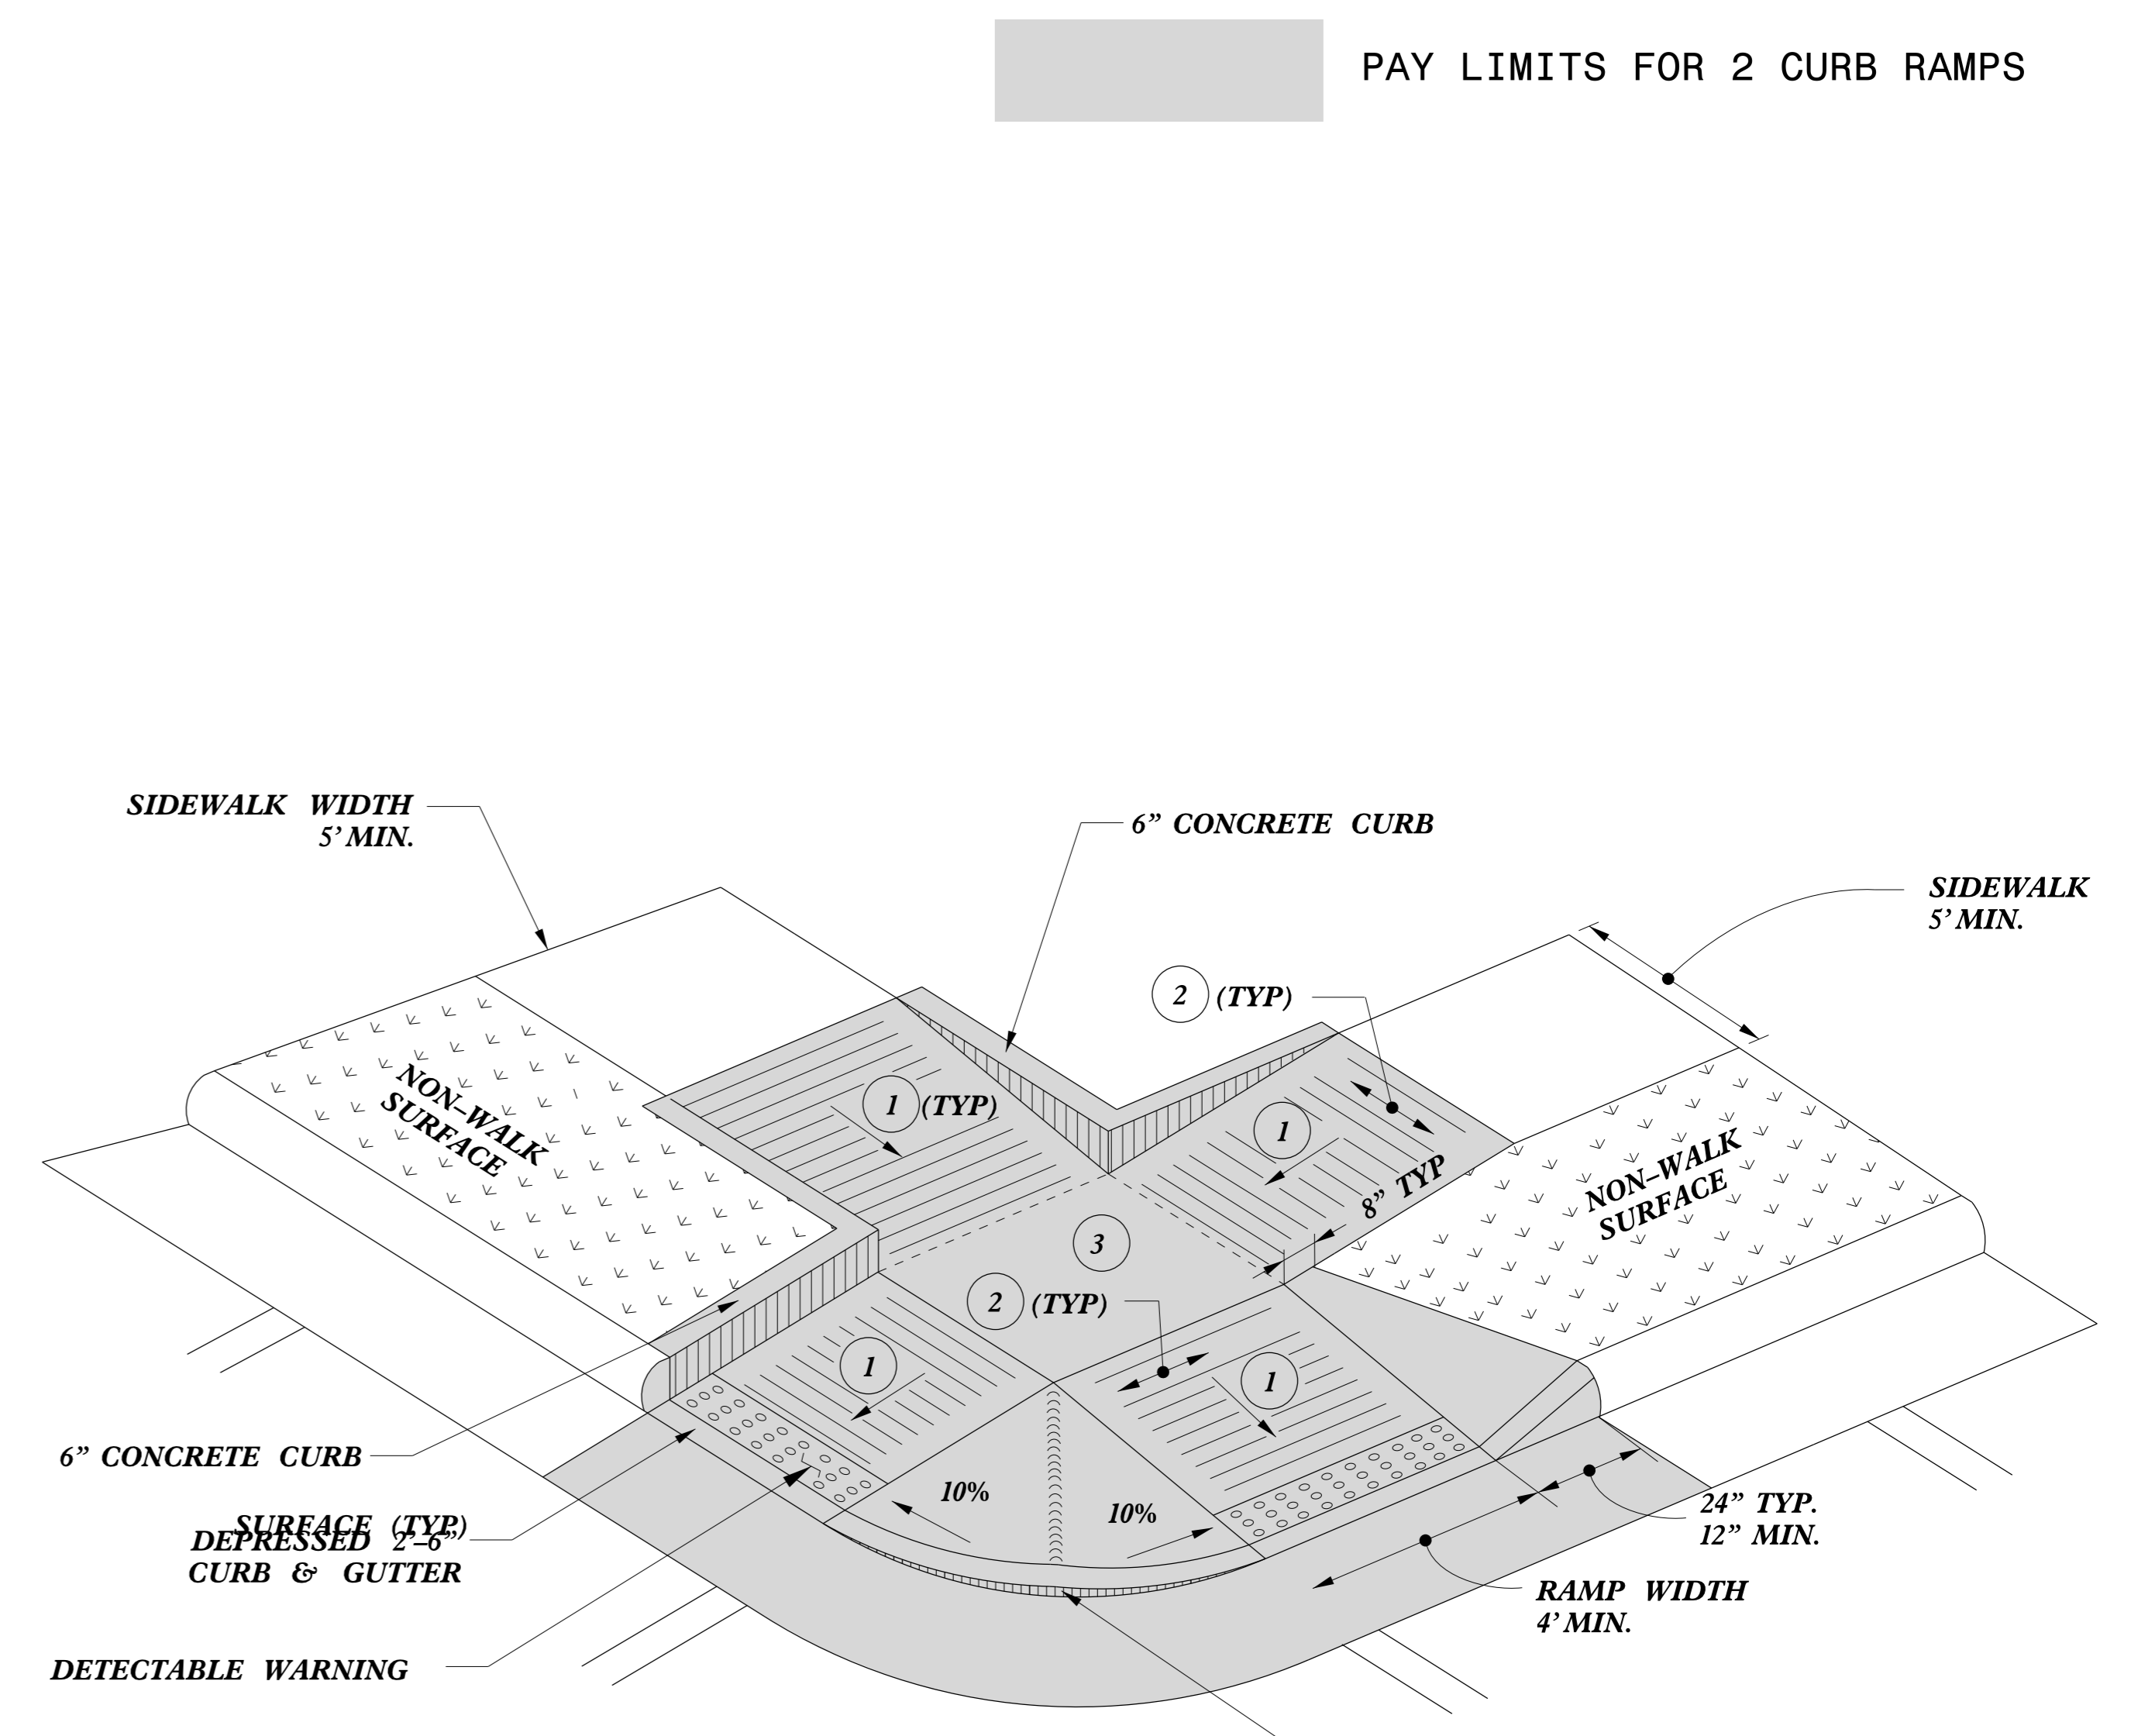 PAY LIMITS FOR 2 CURB RAMPS
SIDEWALK WIDTH
5’ MIN.
6” CONCRETE CURB
SIDEWALK
5’ MIN.
2 (TYP)
NON–WALK
SURFACE
1 (TYP)
1
8” TYP
NON–WALK
SURFACE
3
2 (TYP)
1
1
6” CONCRETE CURB
10%
10%
24” TYP.
12” MIN.
SURFACE (TYP)
DEPRESSED 2’–6”
CURB & GUTTER
RAMP WIDTH
4’ MIN.
DETECTABLE WARNING